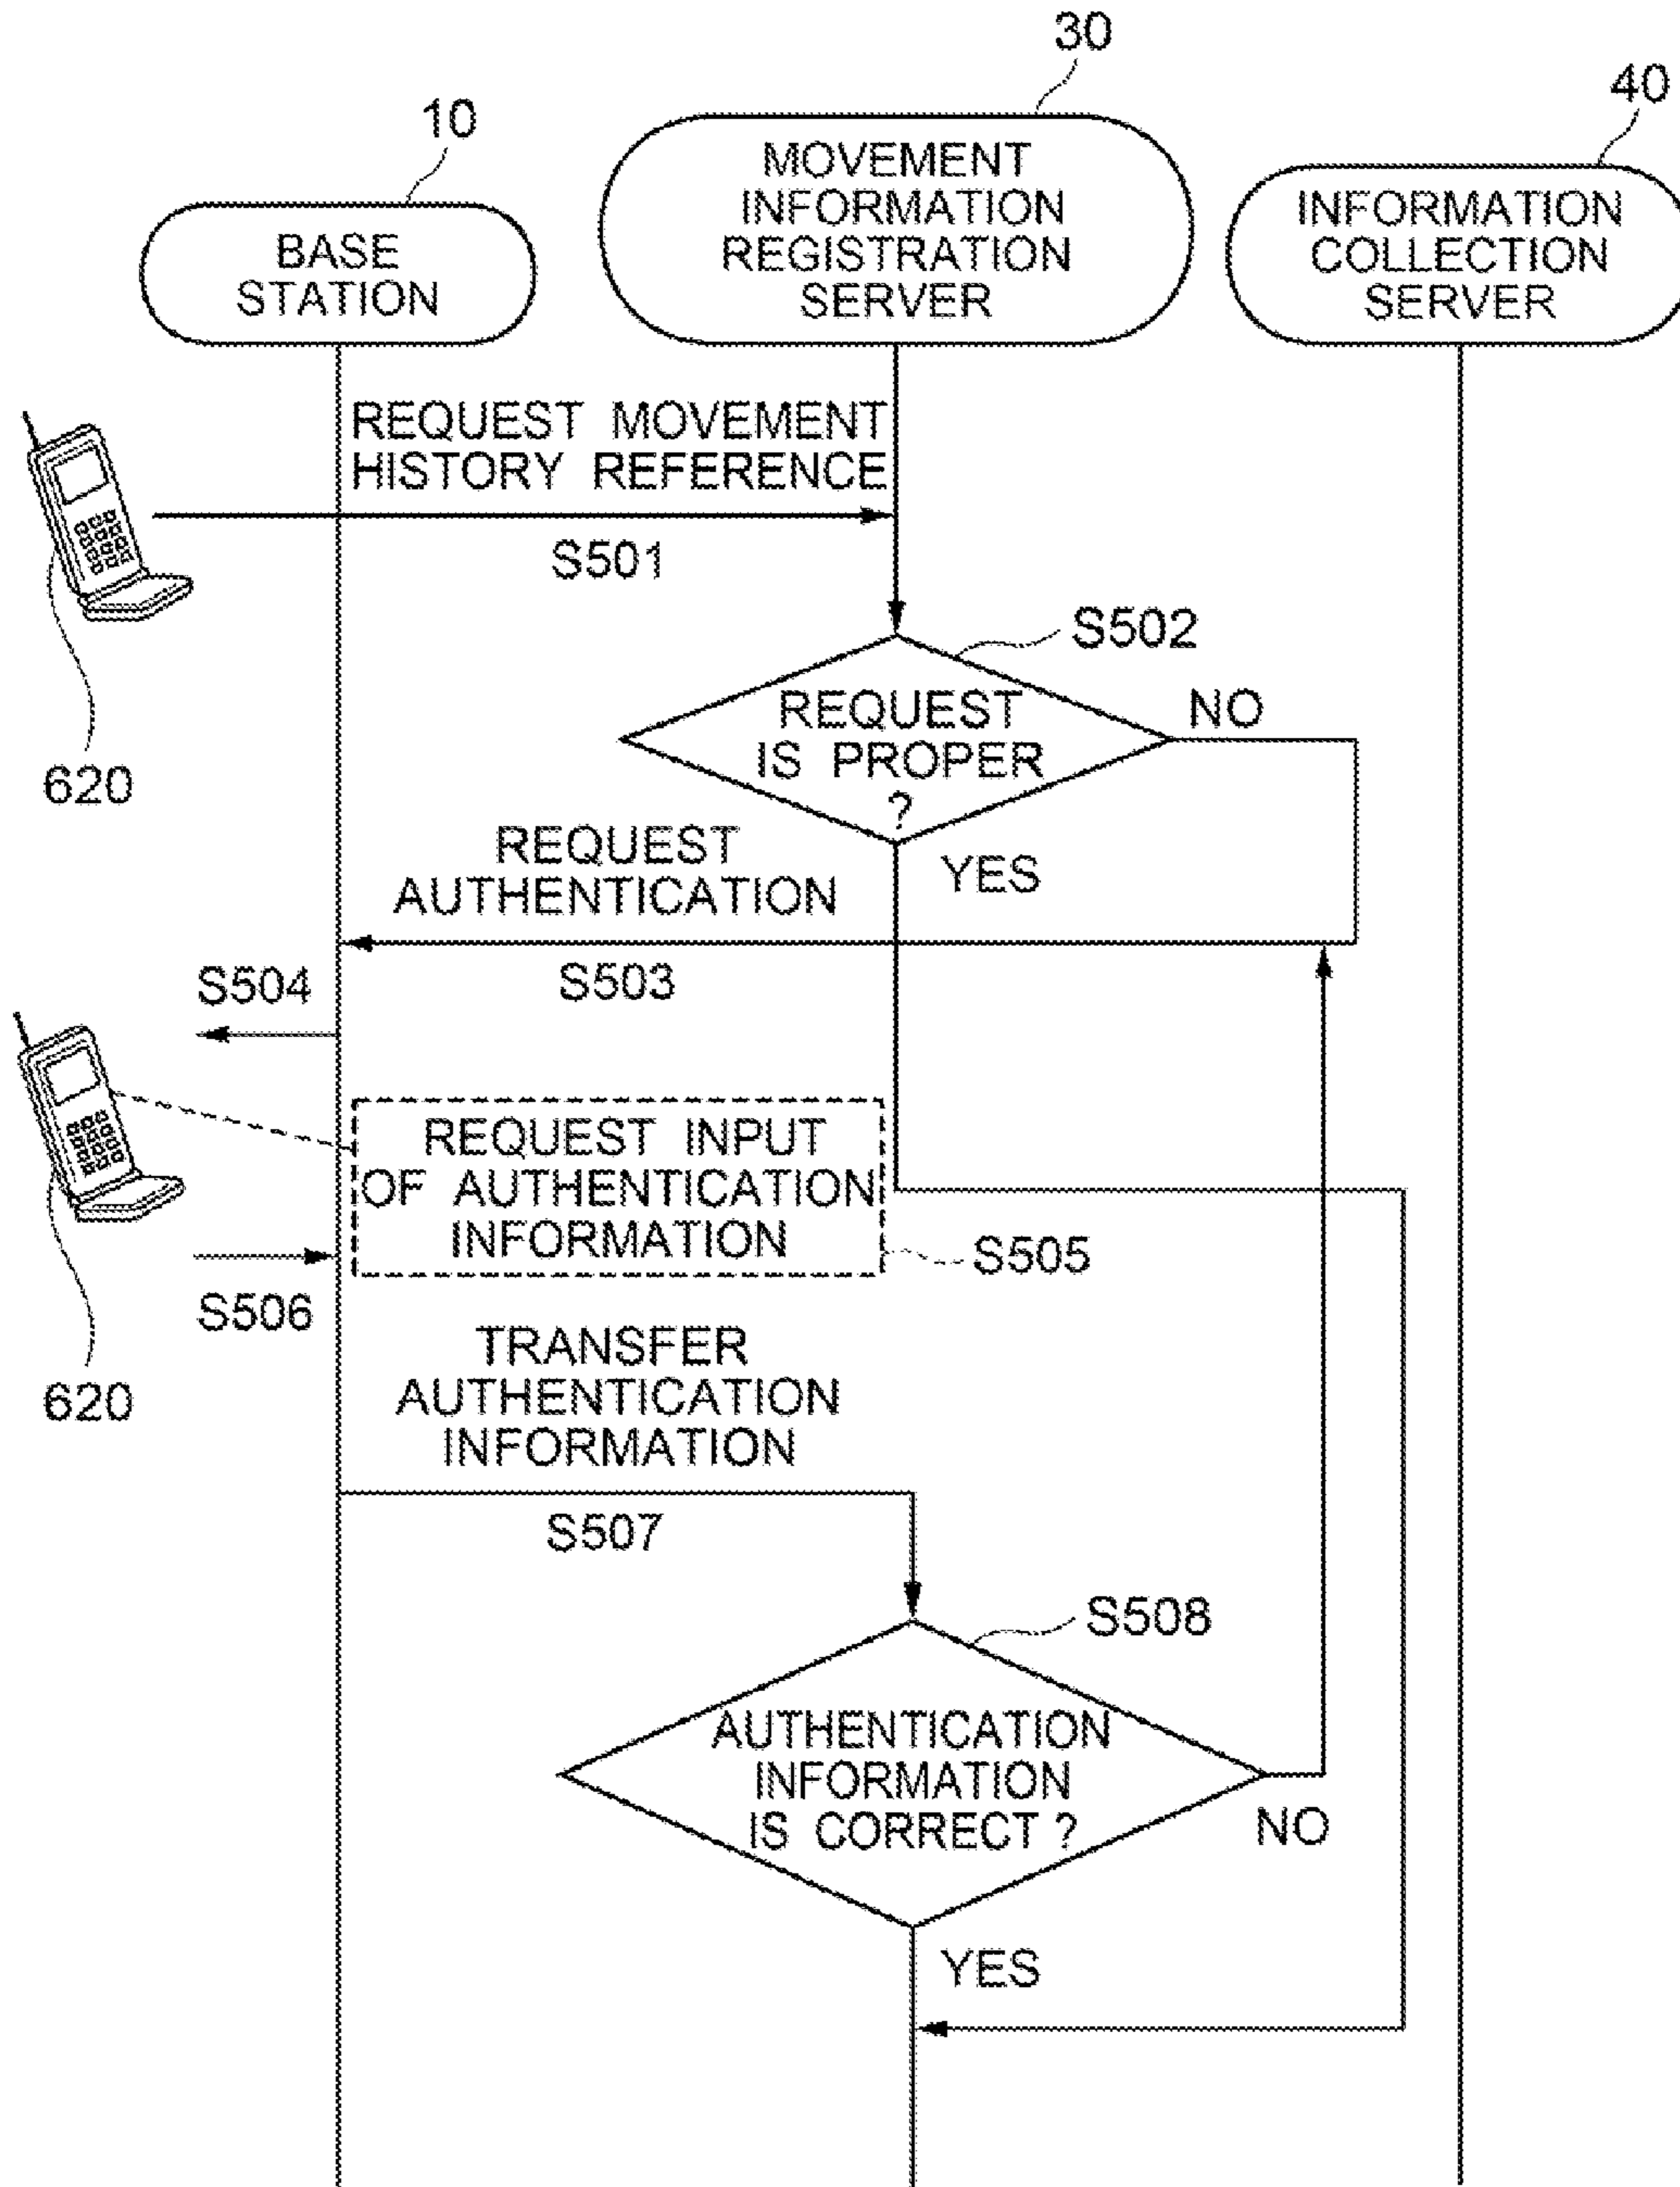 30
40
10
MOVEMENT
INFORMATION
REGISTRATION
SERVER
INFORMATION
COLLECTION
SERVER
BASE
STATION
REQUEST MOVEMENT
HISTORY REFERENCE
S501
620
S502
REQUEST
IS PROPER
?
NO
YES
REQUEST
AUTHENTICATION
S503
S504
REQUEST INPUT
OF AUTHENTICATION
INFORMATION
S505
S506
620
TRANSFER
AUTHENTICATION
INFORMATION
S507
S508
AUTHENTICATION
INFORMATION
IS CORRECT ?
NO
YES